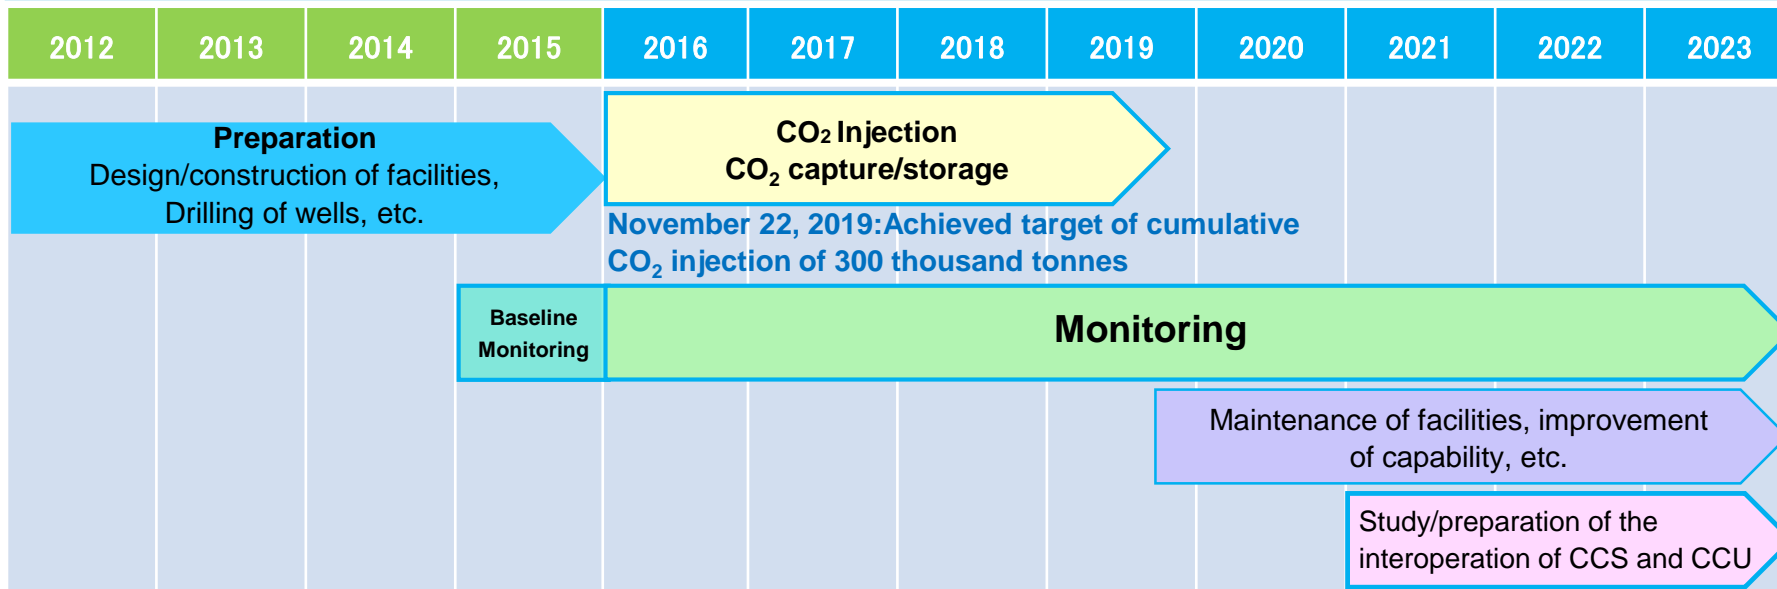 2012 2013 2014 2015 2016 2017 2018 2019 2020 2021 2022 2023
Preparation
Design/construction of facilities,
Drilling of wells, etc.
CO2 Injection
CO2 capture/storage
November 22, 2019:Achieved target of cumulative
CO2 injection of 300 thousand tonnes
Baseline
Monitoring
Monitoring
Maintenance of facilities, improvement
of capability, etc.
Study/preparation of the
interoperation of CCS and CCU